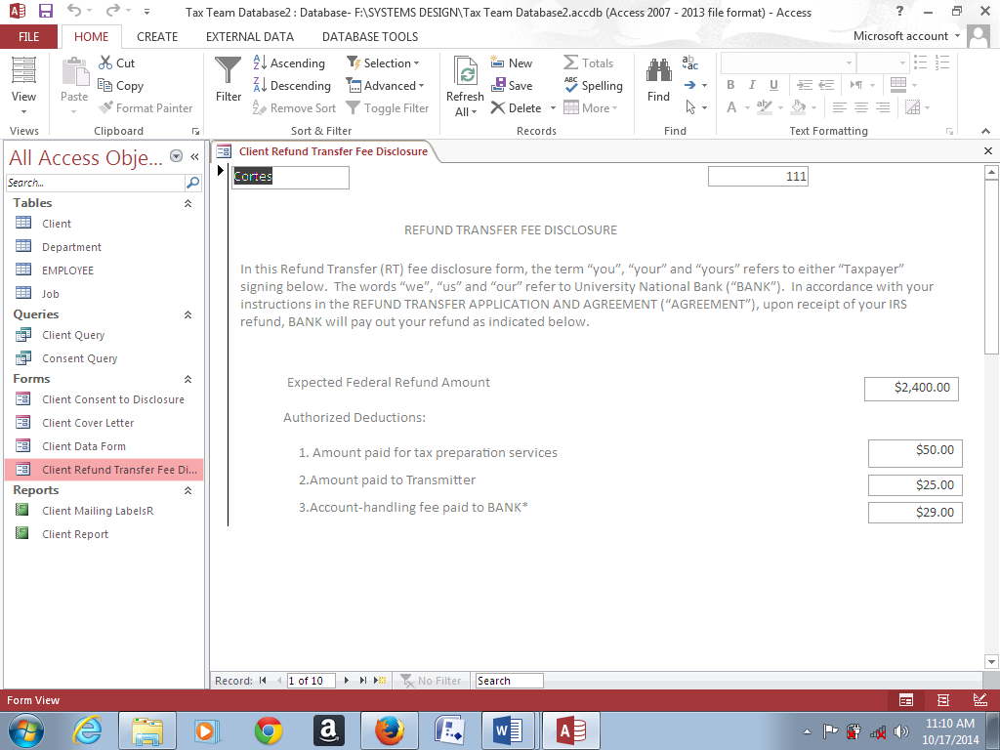 Tax Team Database2 : Database- F:\SYSTEMS DESIGN\Tax Team Database2.accdb (Access 2007 - 2013 file format) - Access
FILE HOME CREATE EXTERNAL DATA DATABASE TOOLS Microsoft account
View
Views
Paste
Cut
Copy
Format Painter
Clipboard
Filter
Ascending
Descending
Remove Sort
Selection
Advanced
Toggle Filter
Sort & Filter
Refresh
All
New
Save
Delete
Totals
Spelling
More
Records
Find
ab
ac
Find
B I U
A
Text Formatting
All Access Obje...
Search...
Tables
Client
Department
EMPLOYEE
Job
Queries
Client Query
Consent Query
Forms
Client Consent to Disclosure
Client Cover Letter
Client Data Form
Client Refund Transfer Fee Di...
Reports
Client Mailing LabelsR
Client Report
Client Refund Transfer Fee Disclosure
Cortes 111
REFUND TRANSFER FEE DISCLOSURE
In this Refund Transfer (RT) fee disclosure form, the term “you”, “your” and “yours” refers to either “Taxpayer”
signing below. The words “we”, “us” and “our” refer to University National Bank (“BANK”). In accordance with your
instructions in the REFUND TRANSFER APPLICATION AND AGREEMENT (“AGREEMENT”), upon receipt of your IRS
refund, BANK will pay out your refund as indicated below.
Expected Federal Refund Amount $2,400.00
Authorized Deductions:
1. Amount paid for tax preparation services $50.00
2.Amount paid to Transmitter $25.00
3.Account-handling fee paid to BANK* $29.00
Record: 1 of 10 No Filter Search
Form View
11:10 AM
10/17/2014